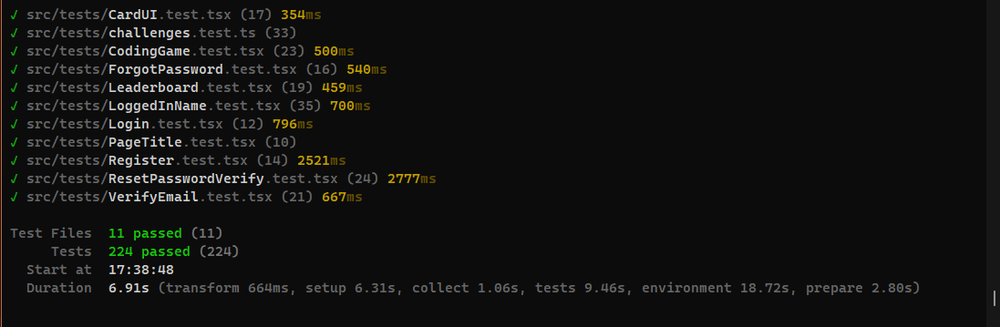 ✓ src/tests/CardUI.test.tsx (17) 354ms
✓ src/tests/challenges.test.ts (33)
✓ src/tests/CodingGame.test.tsx (23) 500ms
✓ src/tests/ForgotPassword.test.tsx (16) 540ms
✓ src/tests/Leaderboard.test.tsx (19) 459ms
✓ src/tests/LoggedInName.test.tsx (35) 700ms
✓ src/tests/Login.test.tsx (12) 796ms
✓ src/tests/PageTitle.test.tsx (10)
✓ src/tests/Register.test.tsx (14) 2521ms
✓ src/tests/ResetPasswordVerify.test.tsx (24) 2777ms
✓ src/tests/VerifyEmail.test.tsx (21) 667ms
Test Files 11 passed (11)
Tests 224 passed (224)
Start at 17:38:48
Duration 6.91s (transform 664ms, setup 6.31s, collect 1.06s, tests 9.46s, environment 18.72s, prepare 2.80s)